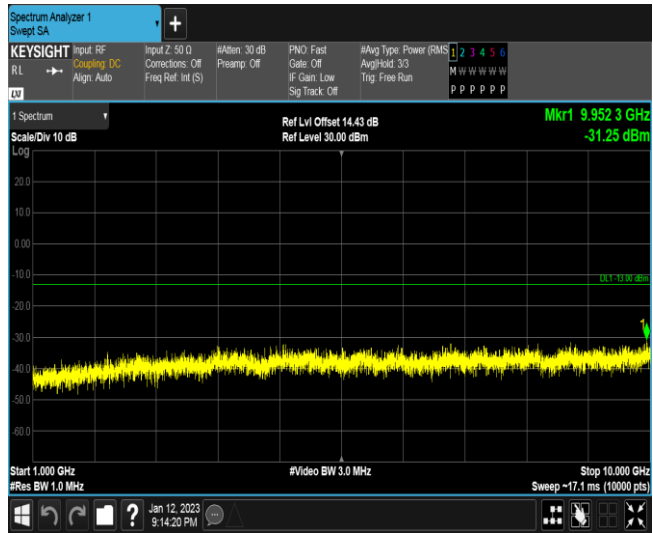 Spectrum Analyzer 1
Swept SA
KEYSIGHT Input: RF Input Z: 50 Ω #Atten: 30 dB PNO: Fast #Avg Type: Power (RMS 1 2 3 4 5 6
RL Coupling: DC Corrections: Off Preamp: Off Gate: Off Avg|Hold: 3/3 M W W W W W
Align: Auto Freq Ref: Int (S) IF Gain: Low Trig: Free Run
LXI Sig Track: Off P P P P P P
1 Spectrum Ref Lvl Offset 14.43 dB Mkr1 9.952 3 GHz
Scale/Div 10 dB Ref Level 30.00 dBm -31.25 dBm
Log
20.0
10.0
0.00
-10.0
DL1 -13.00 dBm
-20.0
-30.0
1
-40.0
-50.0
-60.0
Start 1.000 GHz #Video BW 3.0 MHz Stop 10.000 GHz
#Res BW 1.0 MHz Sweep ~17.1 ms (10000 pts)
? Jan 12, 2023
9:14:20 PM